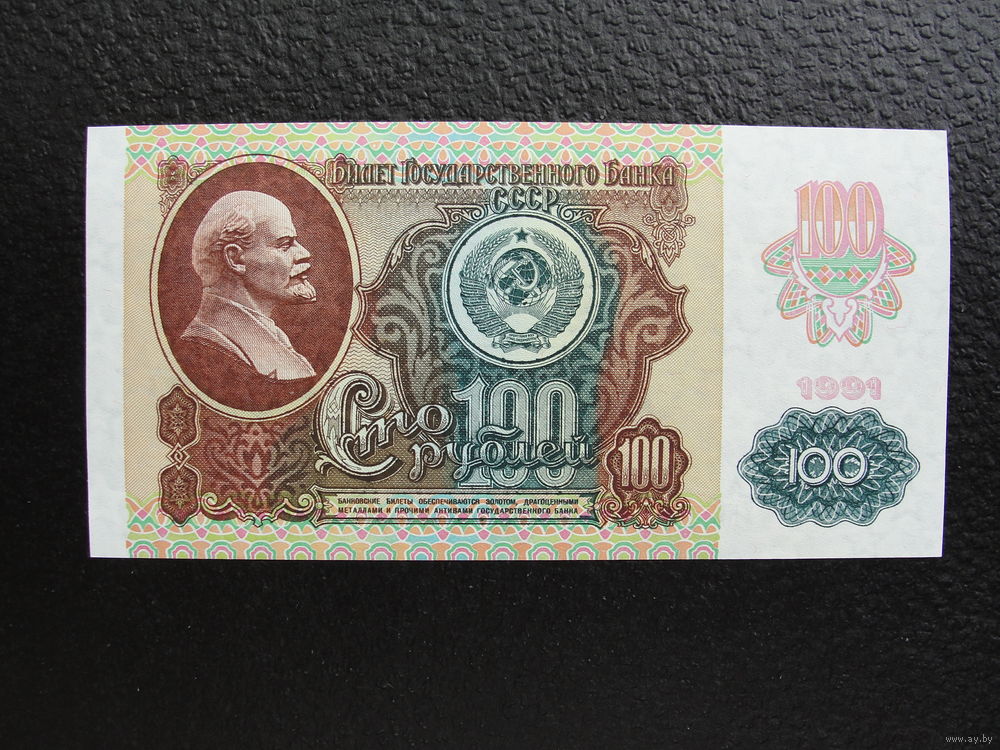 Билет Государственного Банка
СССР
100
1991
100
Сто
рублей
100
100
БАНКОВСКИЕ БИЛЕТЫ ОБЕСПЕЧИВАЮТСЯ ЗОЛОТОМ, ДРАГОЦЕННЫМИ
МЕТАЛЛАМИ И ПРОЧИМИ АКТИВАМИ ГОСУДАРСТВЕННОГО БАНКА
www.ay.by